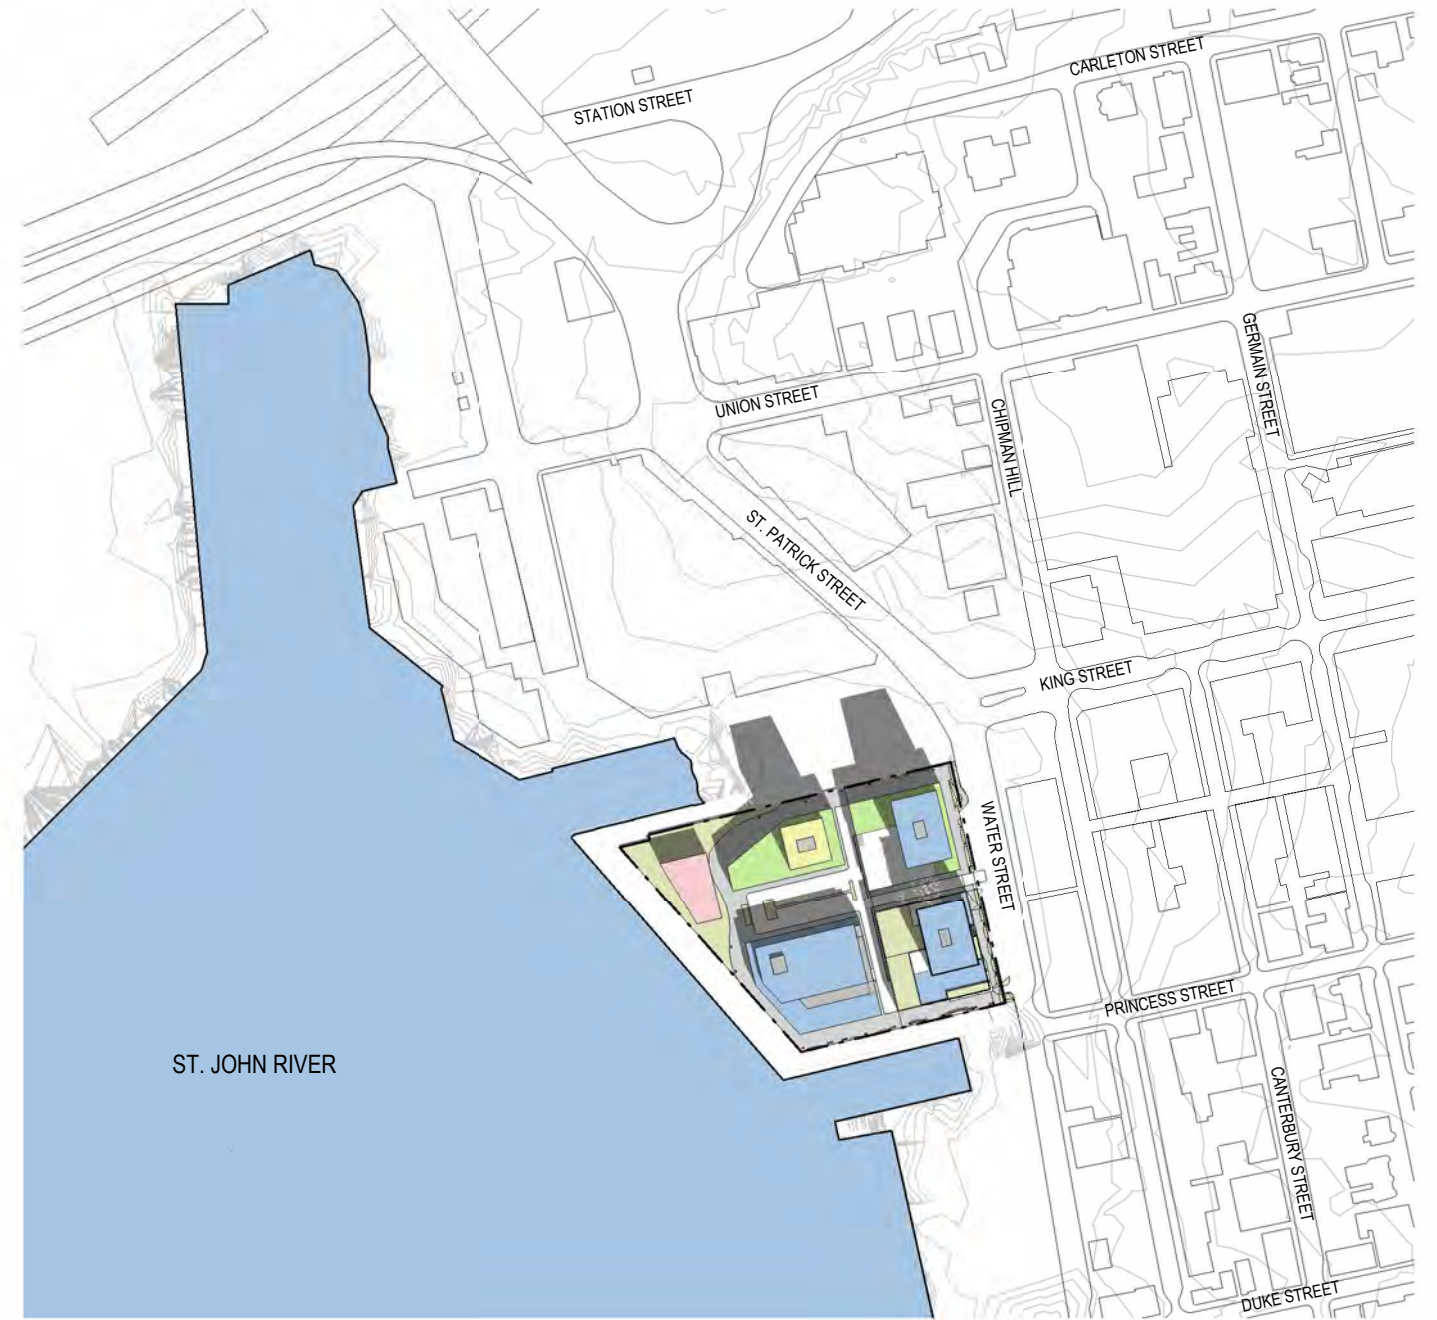 CARLETON STREET
STATION STREET
GERMAIN STREET
UNION STREET
CHIPMAN HILL
ST. PATRICK STREET
KING STREET
WATER STREET
PRINCESS STREET
ST. JOHN RIVER
CANTERBURY STREET
DUKE STREET